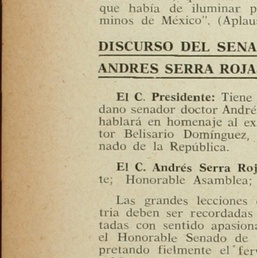 que había de iluminar p
minos de México". (Aplau
DISCURSO DEL SENA
ANDRES SERRA ROJA
El C. Presidente: Tiene
dano senador doctor André
hablará en homenaje al ex
tor Belisario Domínguez,
nado de la República.
El C. Andrés Serra Roj
te; Honorable Asamblea;
Las grandes lecciones
tria deben ser recordadas
tadas con sentido apasiona
el Honorable Senado de
pretando fielmente el fer